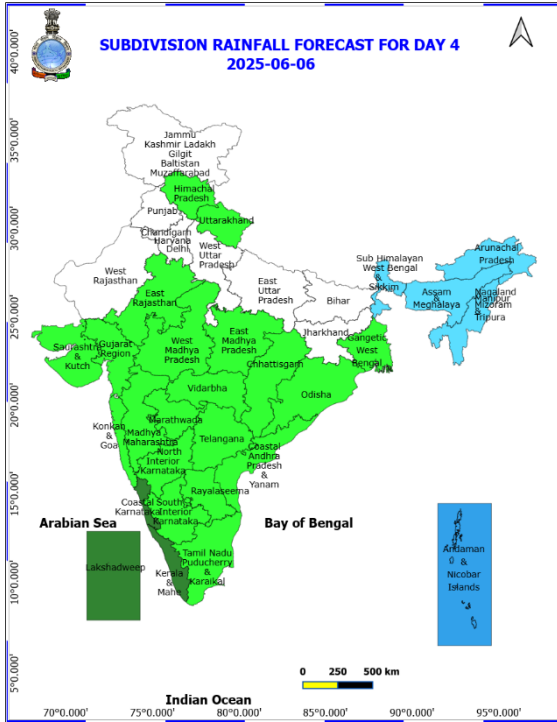 SUBDIVISION RAINFALL FORECAST FOR DAY 4
2025-06-06
40°0.000'
35°0.000'
30°0.000'
25°0.000'
20°0.000'
15°0.000'
10°0.000'
5°0.000'
Jammu
Kashmir Ladakh
Gilgit
Baltistan
Muzaffarabad
Himachal
Pradesh
Punjab
Uttarakhand
Chandigarh
Haryana
Delhi
West
Uttar
Pradesh
West
Rajasthan
East
Rajasthan
East
Uttar
Pradesh
Bihar
Sub Himalayan
West Bengal
&
Sikkim
Arunachal
Pradesh
Assam
&
Meghalaya
Nagaland
Manipur
Mizoram
&
Tripura
Jharkhand
Gangetic
West
Bengal
Saurashtra
&
Kutch
Gujarat
Region
West
Madhya
Pradesh
East
Madhya
Pradesh
Chhattisgarh
Odisha
Vidarbha
Konkan
&
Goa
Madhya
Maharashtra
Marathwada
Telangana
North
Interior
Karnataka
Coastal
Andhra
Pradesh
&
Yanam
Rayalaseema
Coastal
Karnataka
South
Interior
Karnataka
Arabian Sea
Bay of Bengal
Lakshadweep
Kerala
&
Mahe
Tamil Nadu
Puducherry
&
Karaikal
Andaman
&
Nicobar
Islands
0 250 500 km
Indian Ocean
70°0.000' 75°0.000' 80°0.000' 85°0.000' 90°0.000' 95°0.000'